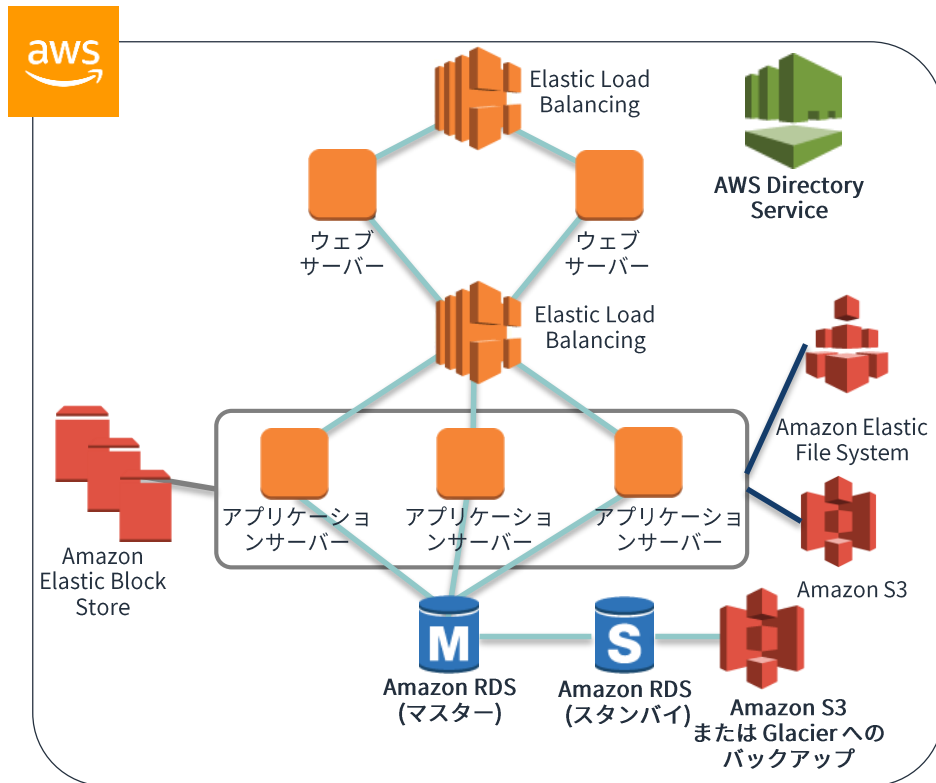 aws
Elastic Load
Balancing
AWS Directory
Service
ウェブ
サーバー
ウェブ
サーバー
Elastic Load
Balancing
Amazon Elastic
File System
アプリケーショ
ンサーバー
アプリケーショ
ンサーバー
アプリケーショ
ンサーバー
Amazon
Elastic Block
Store
Amazon S3
M
S
Amazon RDS
(マスター)
Amazon RDS
(スタンバイ)
Amazon S3
または Glacier への
バックアップ